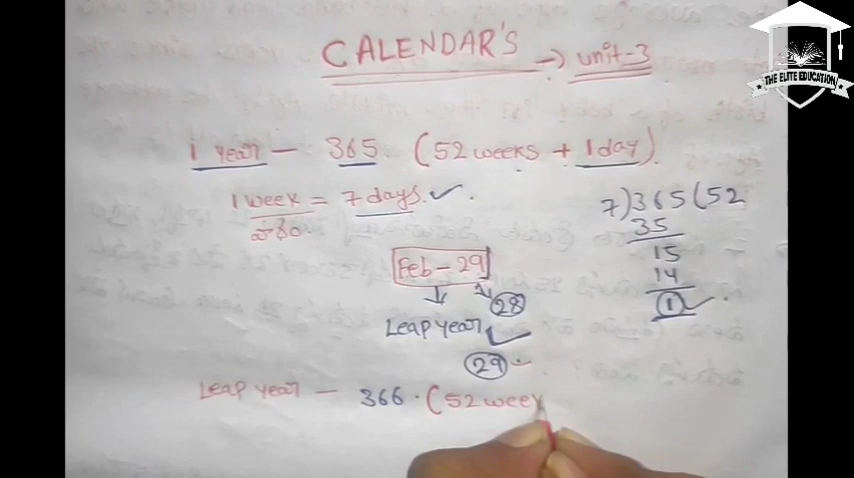 CALENDAR'S → unit-3
THE ELITE EDUCATION
1 year - 365 (52 weeks + 1 day)
1 week = 7 days ✓
వారం
7)365(52
35
15
14
1 ✓
Feb - 29
28
Leap year ✓
29
Leap year - 366. (52 week